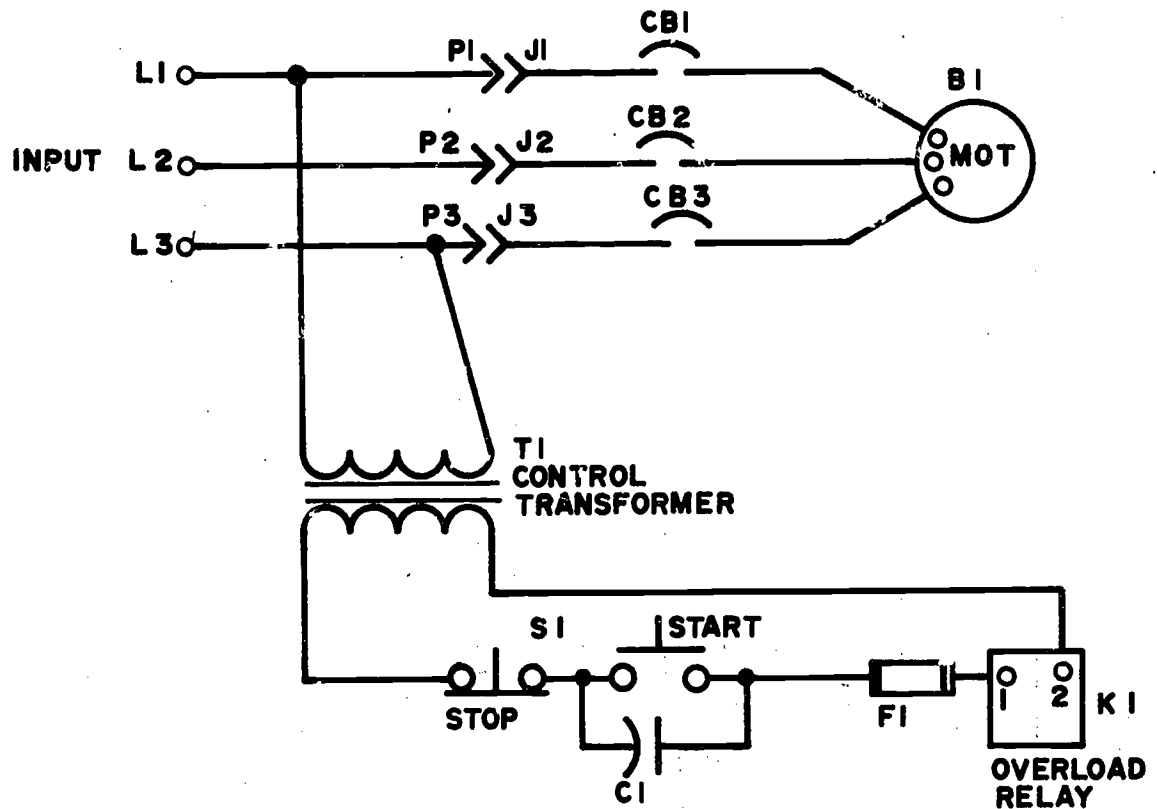 CB1
P1 J1
L1
B1
CB2
P2 J2
INPUT L2
MOT
CB3
P3 J3
L3
T1
CONTROL
TRANSFORMER
S1 START
STOP
F1
1 2
K1
C1
OVERLOAD
RELAY